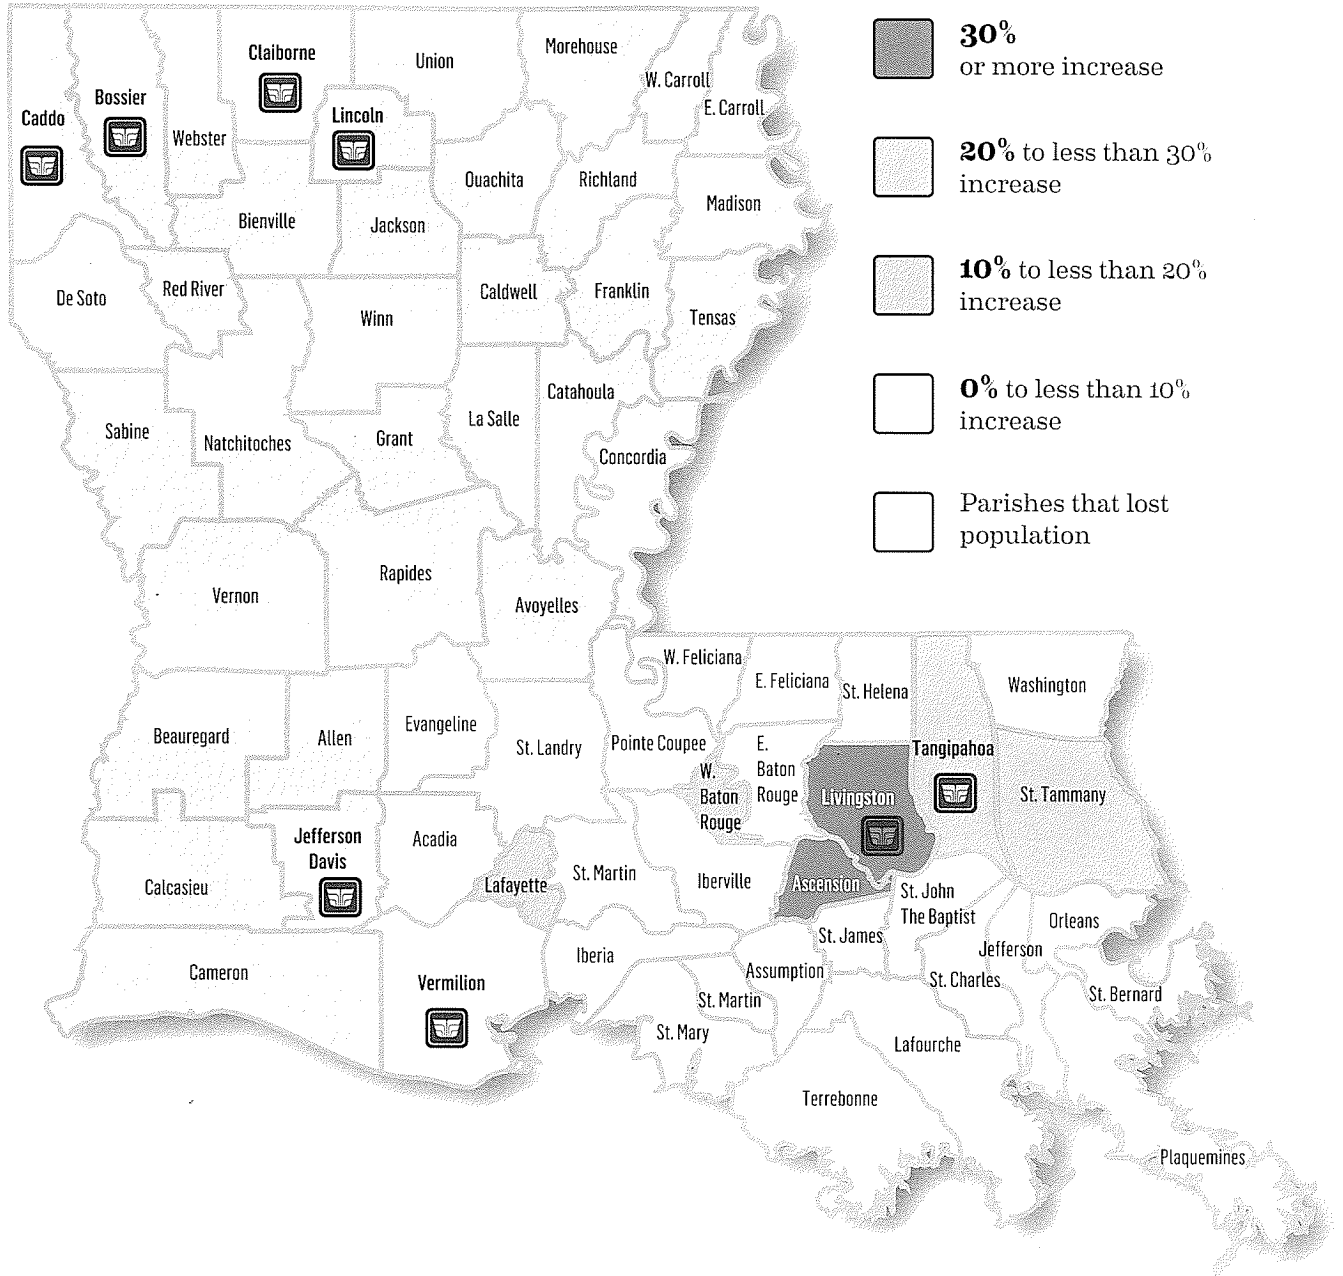 30%
or more increase
20% to less than 30%
increase
10% to less than 20%
increase
0% to less than 10%
increase
Parishes that lost
population
Caddo
Bossier
Webster
Claiborne
Lincoln
Union
Morehouse
W. Carroll
E. Carroll
Ouachita
Richland
Madison
Bienville
Jackson
De Soto
Red River
Winn
Caldwell
Franklin
Tensas
Sabine
Natchitoches
Grant
La Salle
Catahoula
Concordia
Vernon
Rapides
Avoyelles
W. Feliciana
E. Feliciana
St. Helena
Washington
Beauregard
Allen
Evangeline
St. Landry
Pointe Coupee
W.
Baton
Rouge
E.
Baton
Rouge
Livingston
Tangipahoa
St. Tammany
Jefferson
Davis
Acadia
Calcasieu
Lafayette
St. Martin
Iberville
Ascension
St. John
The Baptist
St. James
Orleans
Jefferson
St. Charles
St. Bernard
Cameron
Vermilion
Iberia
Assumption
St. Martin
St. Mary
Lafourche
Terrebonne
Plaquemines